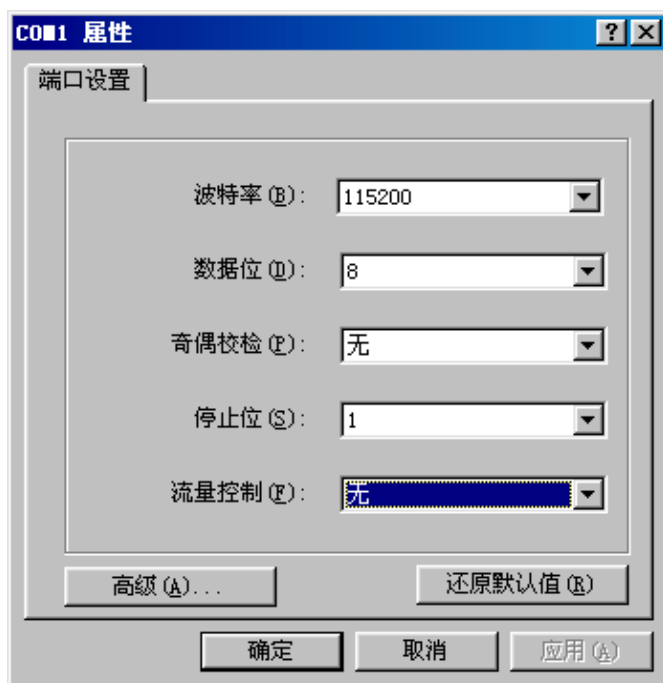 COM1 属性
端口设置
波特率(B): 115200
数据位(D): 8
奇偶校检(P): 无
停止位(S): 1
流量控制(F): 无
高级(A)... 还原默认值(R)
确定 取消 应用(A)